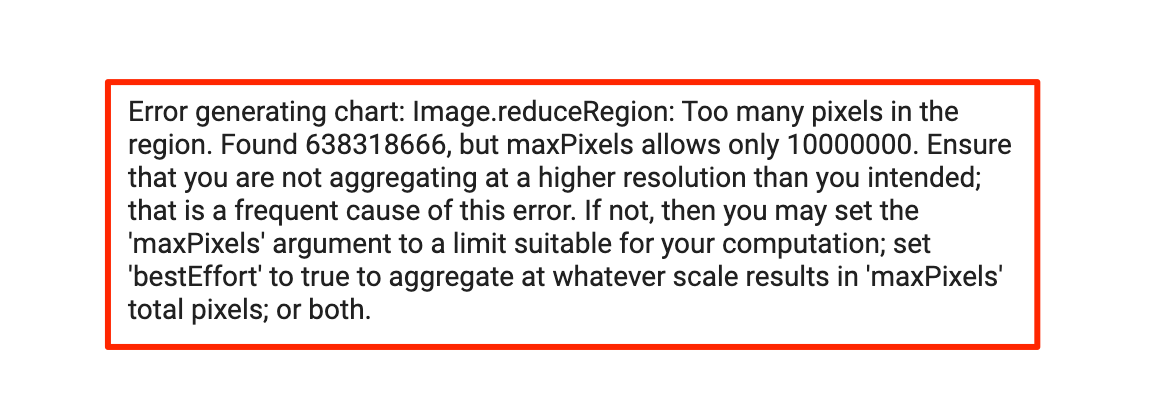 Error generating chart: Image.reduceRegion: Too many pixels in the
region. Found 638318666, but maxPixels allows only 10000000. Ensure
that you are not aggregating at a higher resolution than you intended;
that is a frequent cause of this error. If not, then you may set the
'maxPixels' argument to a limit suitable for your computation; set
'bestEffort' to true to aggregate at whatever scale results in 'maxPixels'
total pixels; or both.